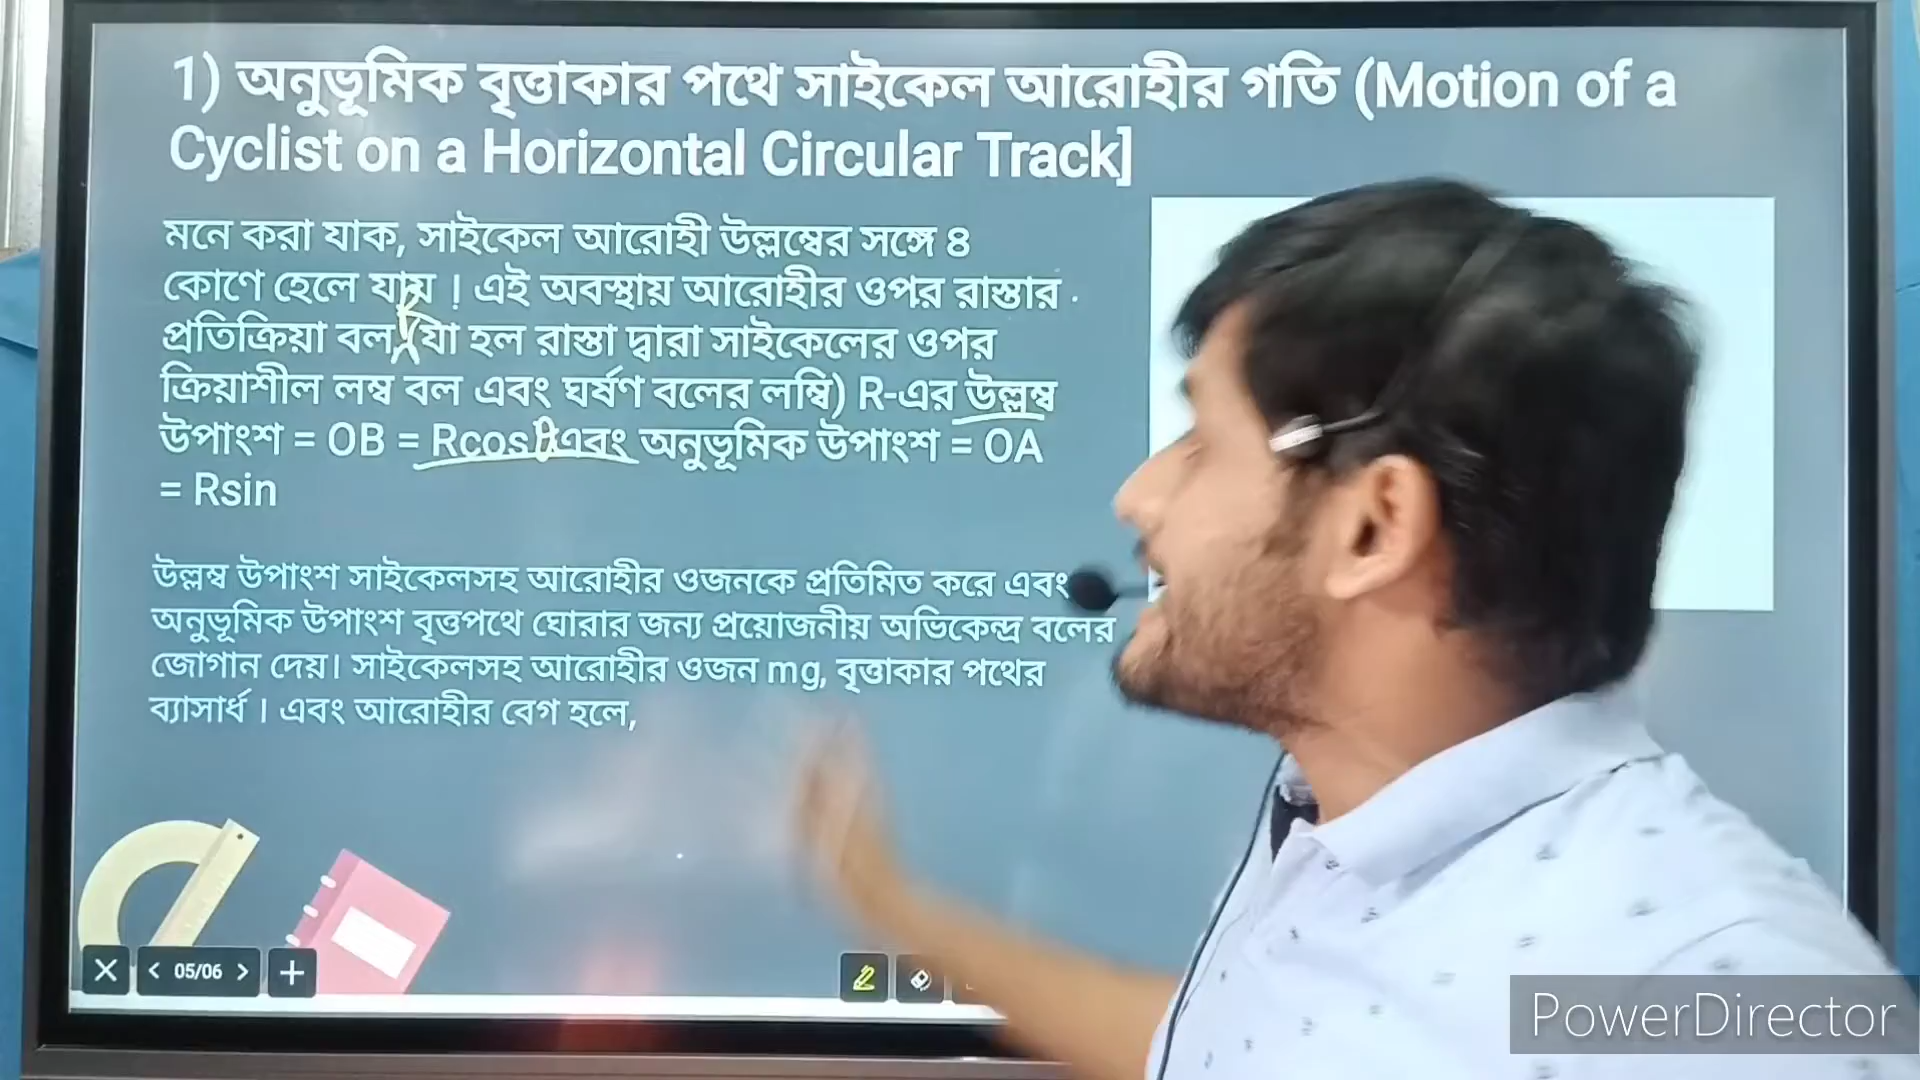 1) অনুভূমিক বৃত্তাকার পথে সাইকেল আরোহীর গতি (Motion of a
Cyclist on a Horizontal Circular Track]
মনে করা যাক, সাইকেল আরোহী উল্লম্বের সঙ্গে ৪
কোণে হেলে যায় ! এই অবস্থায় আরোহীর ওপর রাস্তার
প্রতিক্রিয়া বল, (যা হল রাস্তা দ্বারা সাইকেলের ওপর
ক্রিয়াশীল লম্ব বল এবং ঘর্ষণ বলের লম্বি) R-এর উল্লম্ব
উপাংশ = OB = Rcos θ এবং অনুভূমিক উপাংশ = OA
= Rsin
উল্লম্ব উপাংশ সাইকেলসহ আরোহীর ওজনকে প্রতিমিত করে এবং
অনুভূমিক উপাংশ বৃত্তপথে ঘোরার জন্য প্রয়োজনীয় অভিকেন্দ্র বলের
জোগান দেয়। সাইকেলসহ আরোহীর ওজন mg, বৃত্তাকার পথের
ব্যাসার্ধ । এবং আরোহীর বেগ হলে,
05/06
PowerDirector